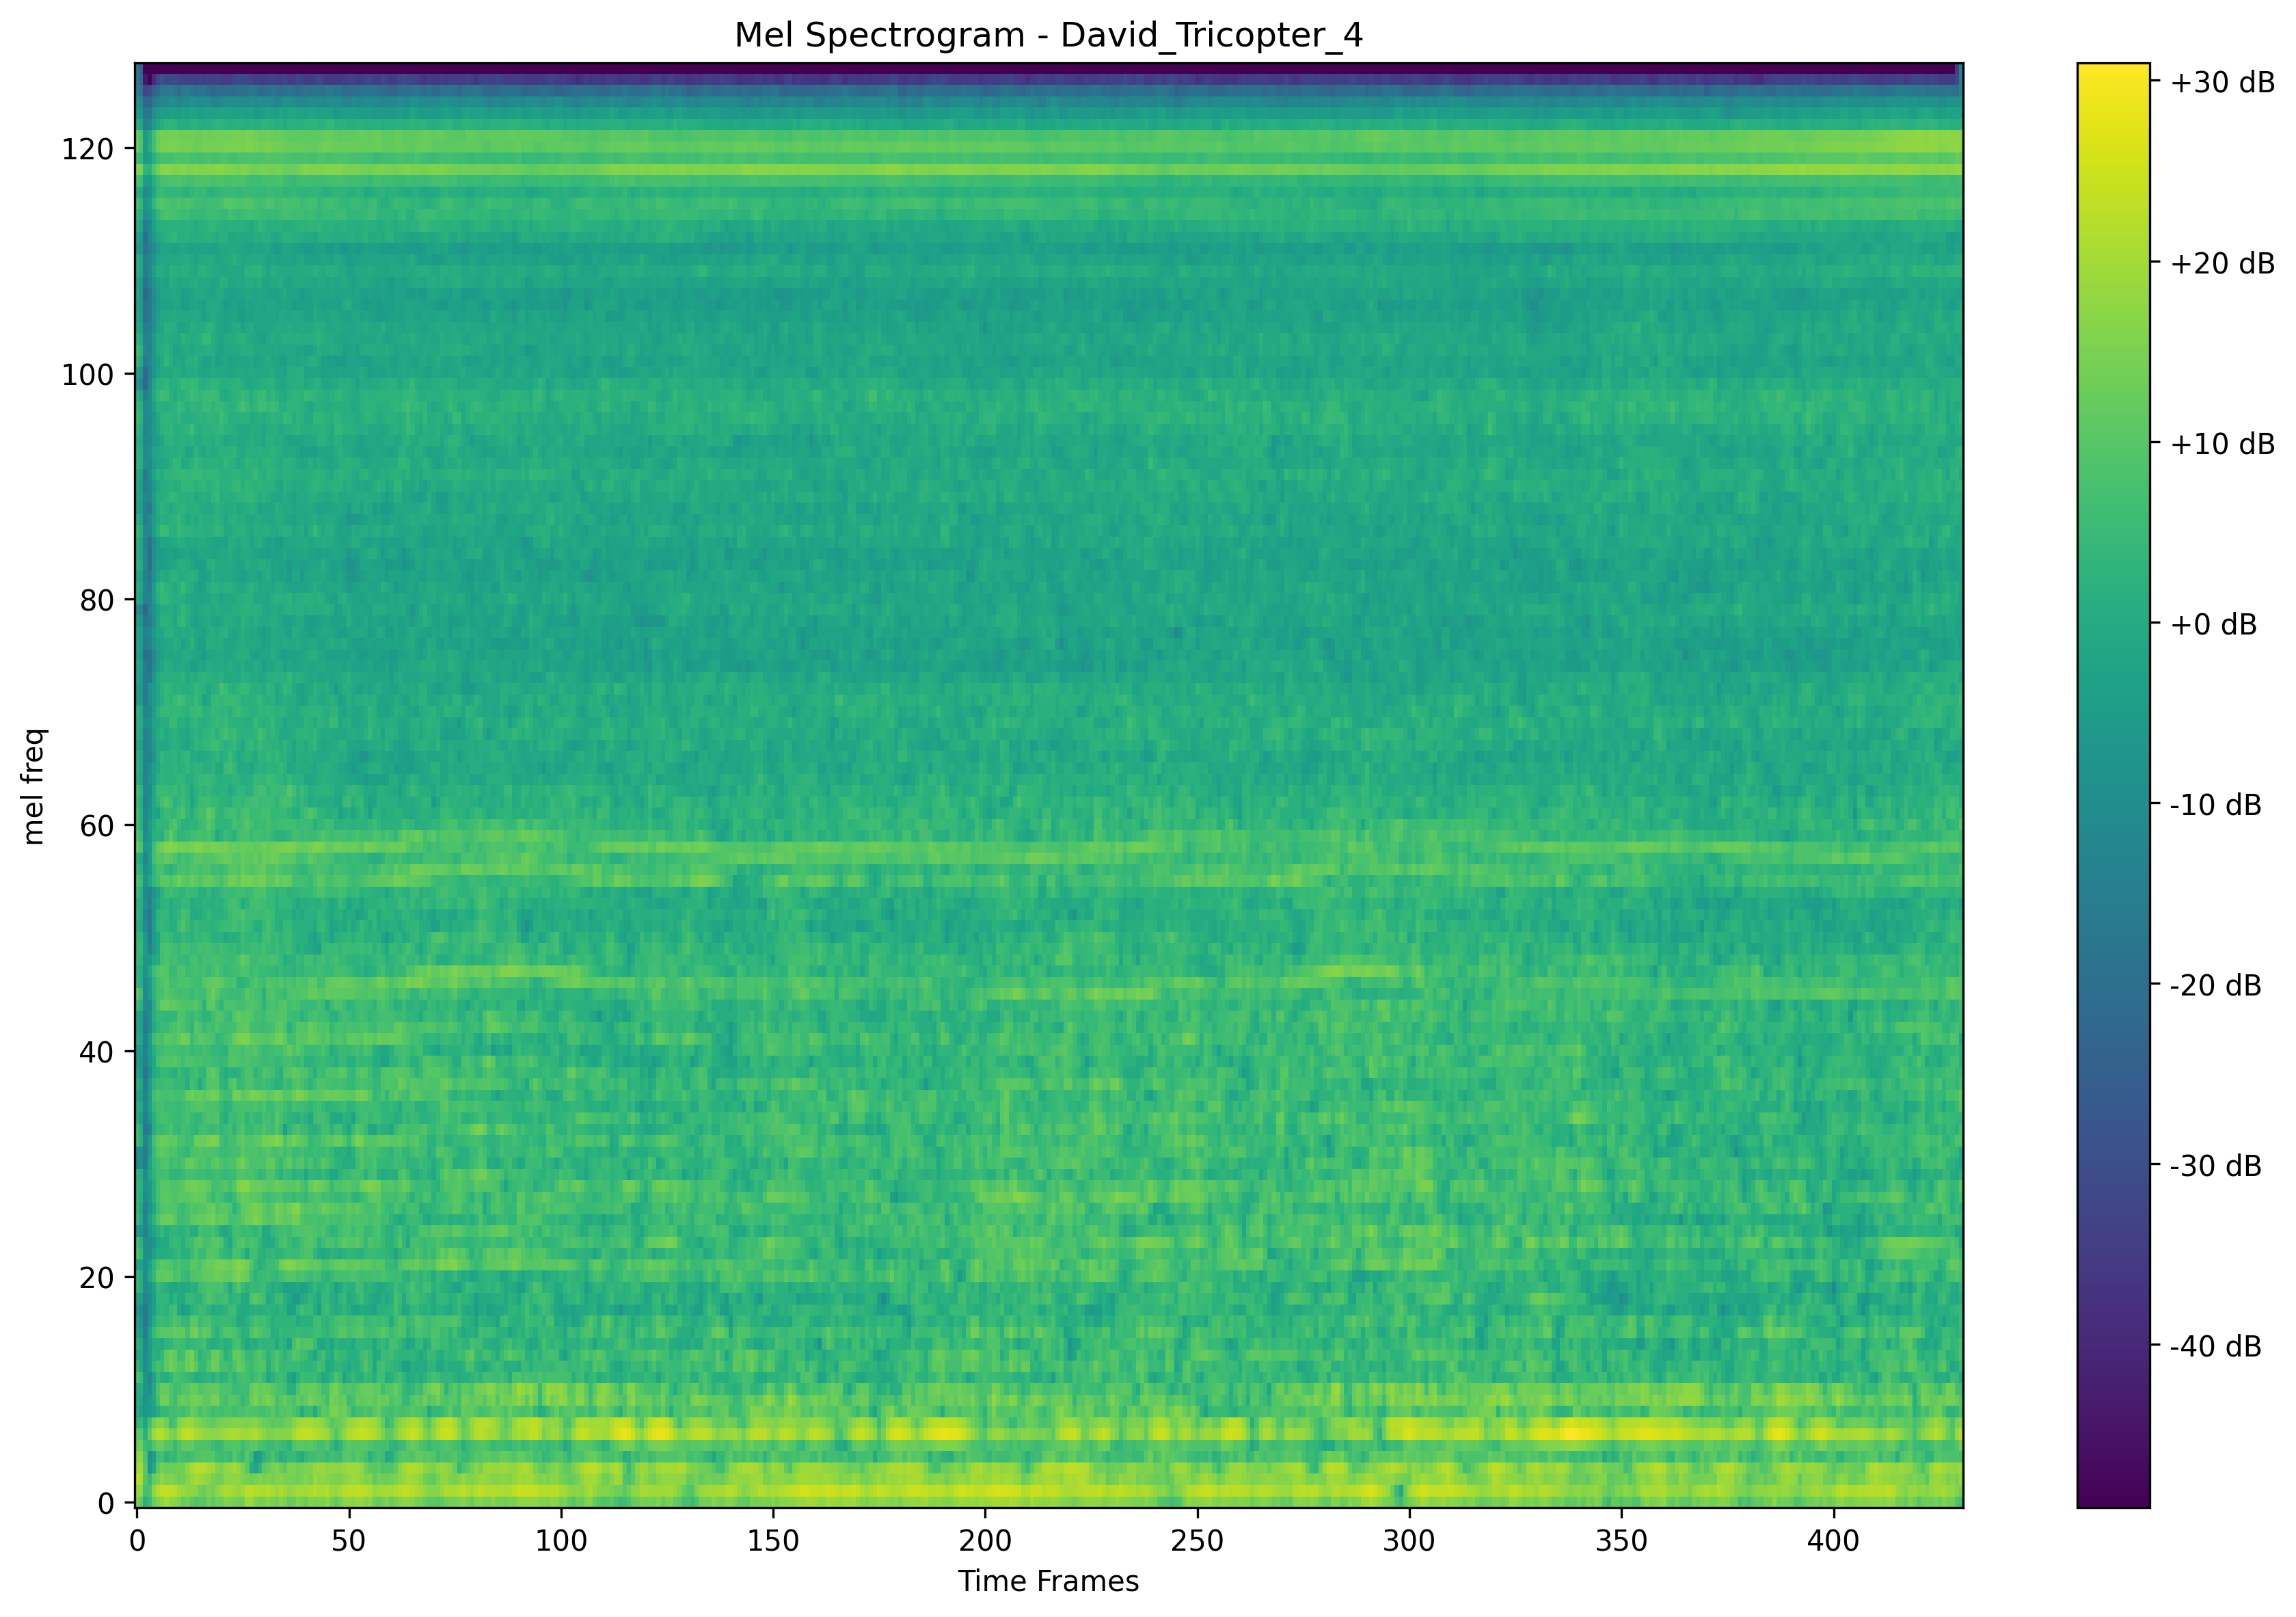 Mel Spectrogram - David_Tricopter_4
mel freq
120
100
80
60
40
20
0
0 50 100 150 200 250 300 350 400
Time Frames
+30 dB
+20 dB
+10 dB
+0 dB
-10 dB
-20 dB
-30 dB
-40 dB